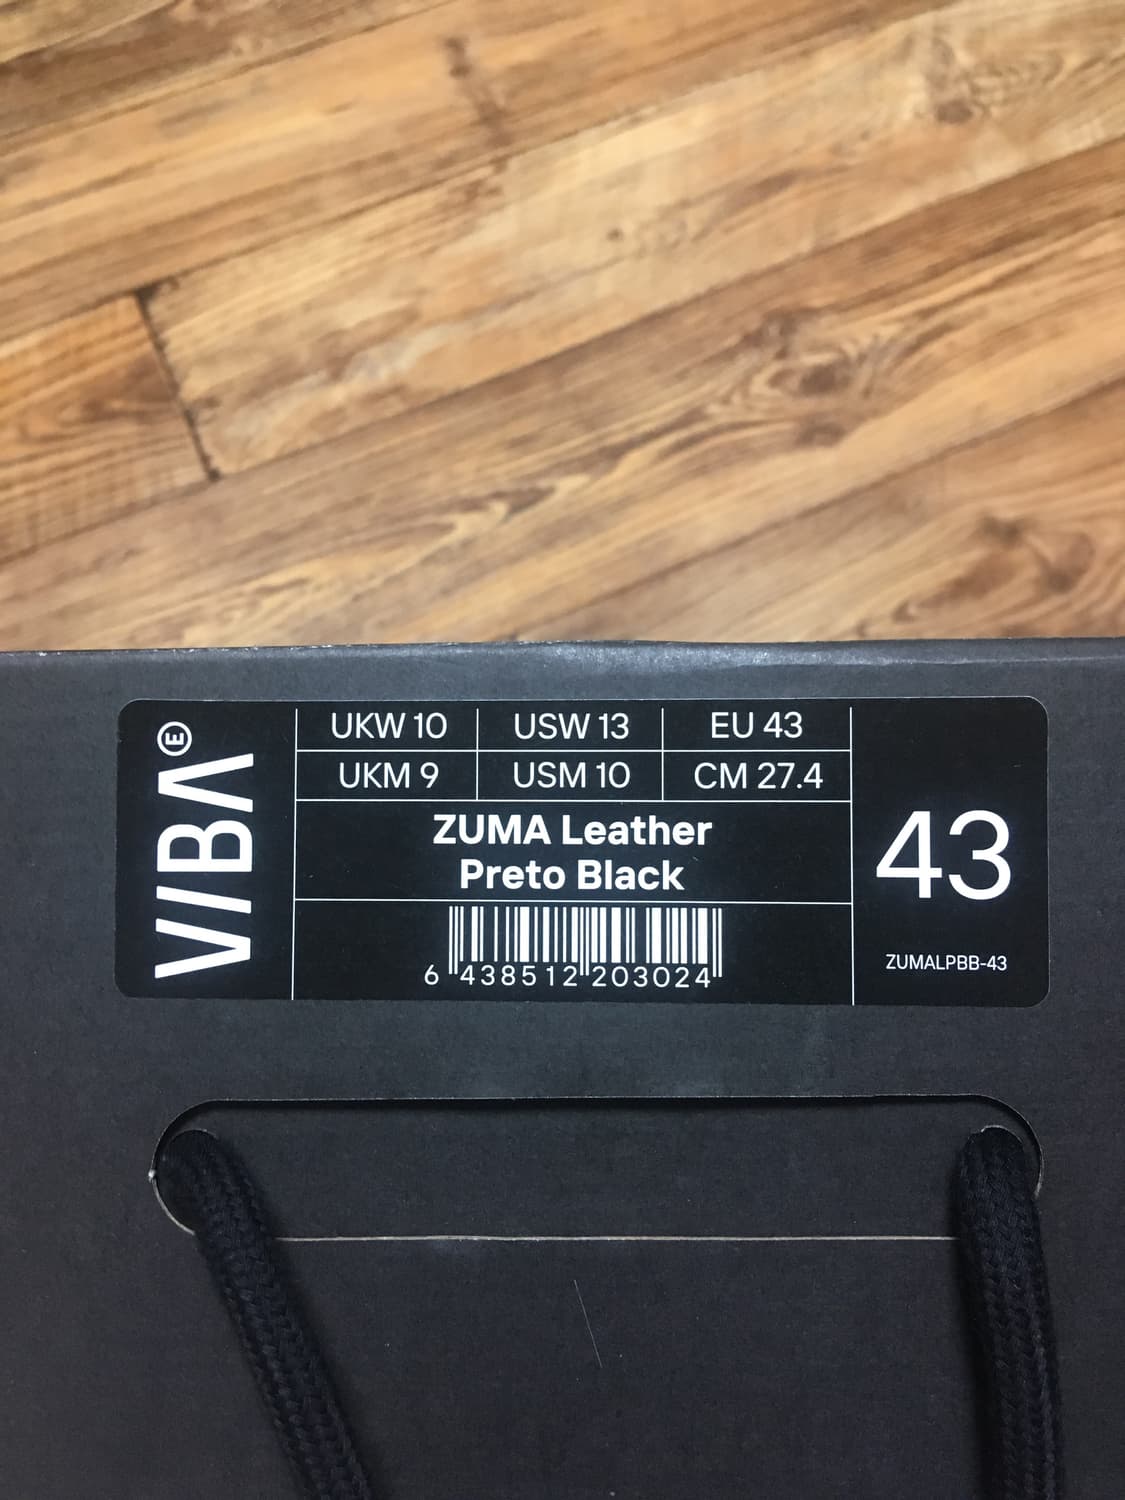 VIBA E
UKW 10 USW 13 EU 43
UKM 9 USM 10 CM 27.4
ZUMA Leather
Preto Black
6 438512 203024
43
ZUMALPBB-43